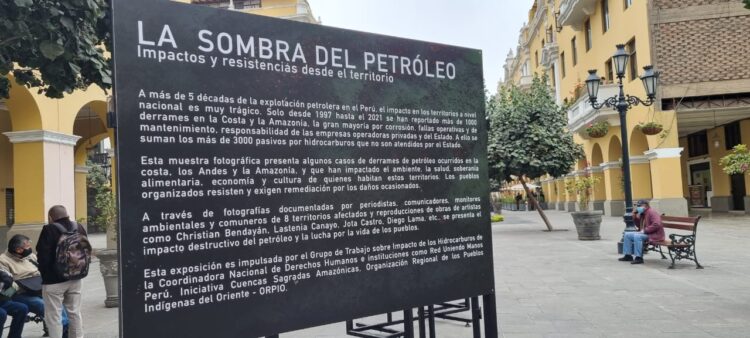 LA SOMBRA DEL PETRÓLEO
Impactos y resistencias desde el territorio
A más de 5 décadas de la explotación petrolera en el Perú, el impacto en los territorios a nivel
nacional es muy trágico. Solo desde 1997 hasta el 2021 se han reportado más de 1000
derrames en la Costa y la Amazonía, la gran mayoría por corrosión, fallas operativas y de
mantenimiento, responsabilidad de las empresas operadoras privadas y del Estado. A ello se
suman los más de 3000 pasivos por hidrocarburos que no son atendidos por el Estado.
Esta muestra fotográfica presenta algunos casos de derrames de petróleo ocurridos en la
costa, los Andes y la Amazonía, y que han impactado el ambiente, la salud, soberanía
alimentaria, economía y cultura de quienes habitan estos territorios. Los pueblos
organizados resisten y exigen remediación por los daños ocasionados.
A través de fotografías documentadas por periodistas, comunicadores, monitores
ambientales y comuneros de 8 territorios afectados y reproducciones de obras de artistas
como Christian Bendayán, Lastenia Canayo, Jota Castro, Diego Lama, etc., se presenta el
impacto destructivo del petróleo y la lucha por la vida de los pueblos.
Esta exposición es impulsada por el Grupo de Trabajo sobre Impacto de los Hidrocarburos de
la Coordinadora Nacional de Derechos Humanos e instituciones como Red Uniendo Manos
Perú, Iniciativa Cuencas Sagradas Amazónicas, Organización Regional de los Pueblos
Indígenas del Oriente - ORPIO.